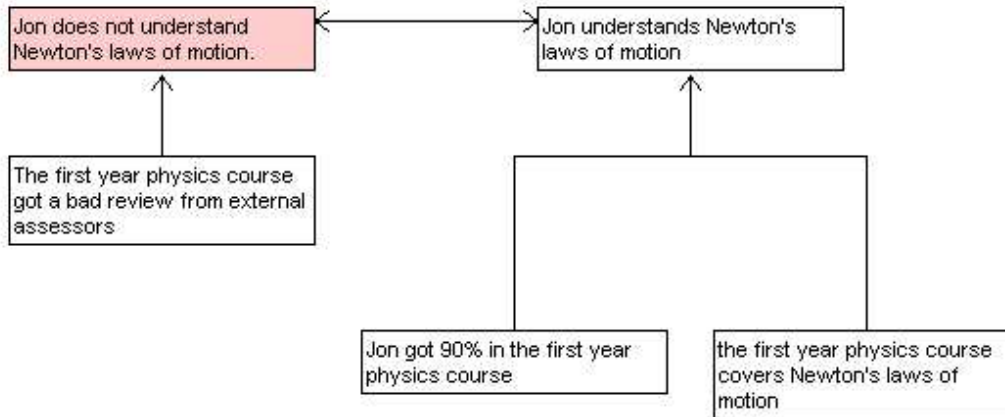 Jon does not understand
Newton's laws of motion.
Jon understands Newton's
laws of motion
The first year physics course
got a bad review from external
assessors
Jon got 90% in the first year
physics course
the first year physics course
covers Newton's laws of
motion